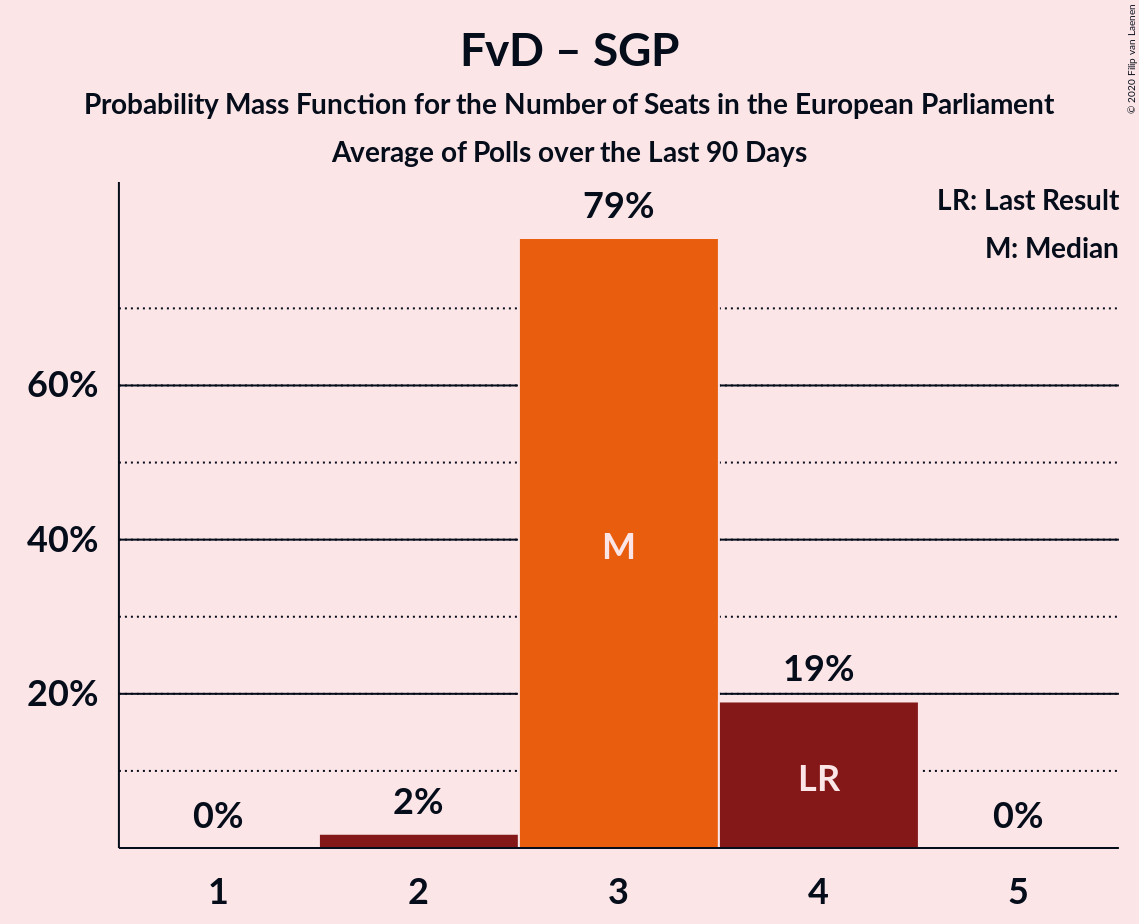 FvD – SGP
Probability Mass Function for the Number of Seats in the European Parliament
Average of Polls over the Last 90 Days
© 2020 Filip van Laenen
LR: Last Result
M: Median
79%
60%
40%
M
19%
20%
LR
2%
0%
0%
1 2 3 4 5